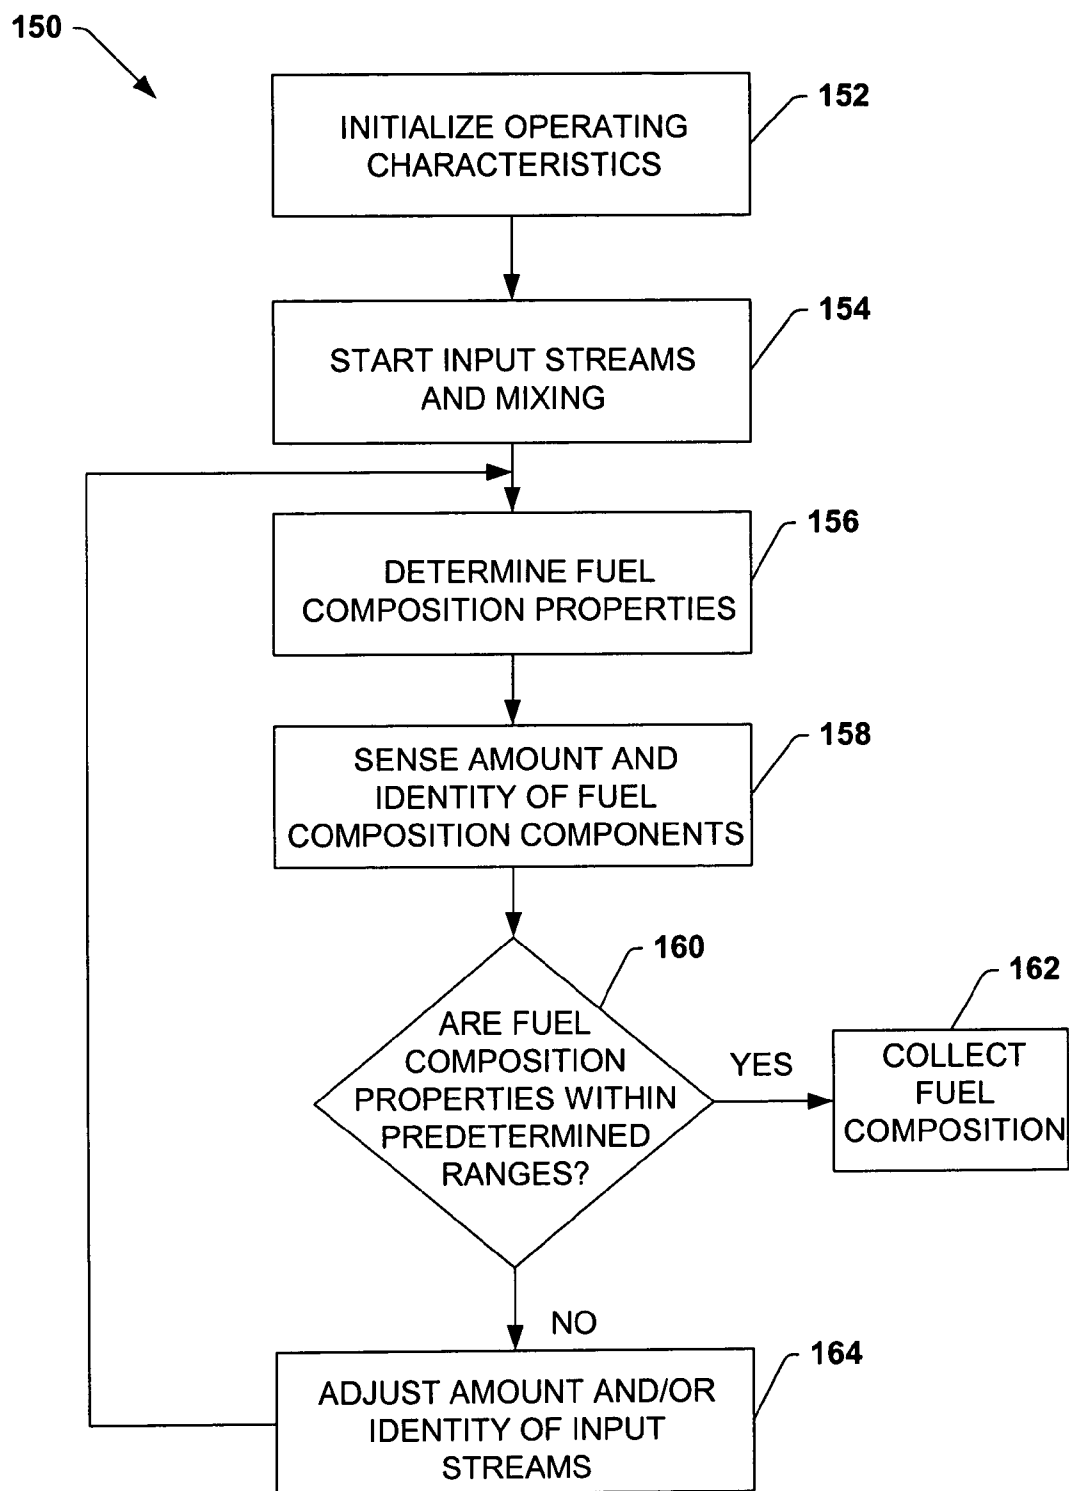 150
152
INITIALIZE OPERATING
CHARACTERISTICS
154
START INPUT STREAMS
AND MIXING
156
DETERMINE FUEL
COMPOSITION PROPERTIES
158
SENSE AMOUNT AND
IDENTITY OF FUEL
COMPOSITION COMPONENTS
160
ARE FUEL
COMPOSITION
PROPERTIES WITHIN
PREDETERMINED
RANGES?
YES
162
COLLECT
FUEL
COMPOSITION
NO
164
ADJUST AMOUNT AND/OR
IDENTITY OF INPUT
STREAMS